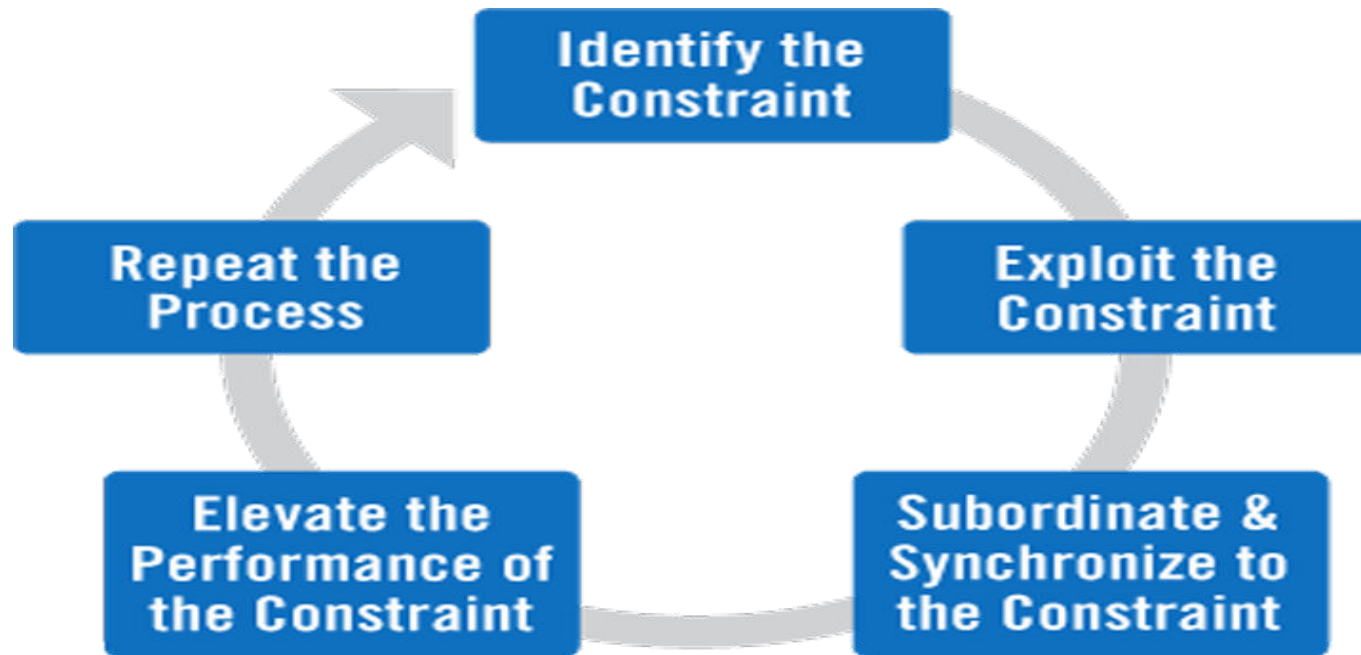 Identify the
Constraint
Exploit the
Constraint
Subordinate &
Synchronize to
the Constraint
Elevate the
Performance of
the Constraint
Repeat the
Process